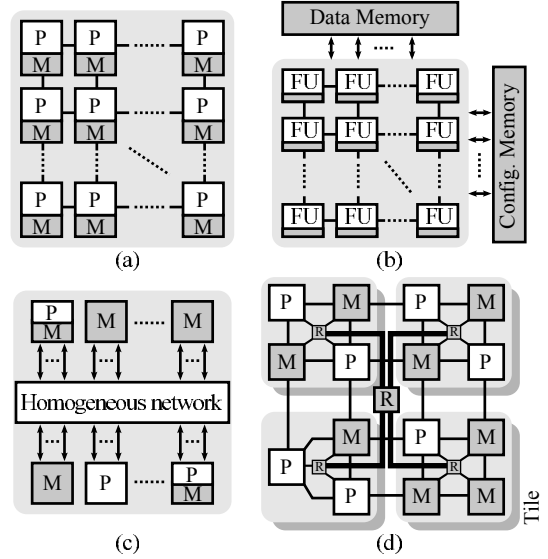 P P P
M M M
P P P
M M M
P P P
M M M
(a)
Data Memory
FU FU FU
FU FU FU
FU FU FU
Config. Memory
(b)
P
M
M
M
Homogeneous network
M
P
P
M
(c)
P M M P M
R R
M P M P
R
M P M
P R R
P M M
Tile
(d)